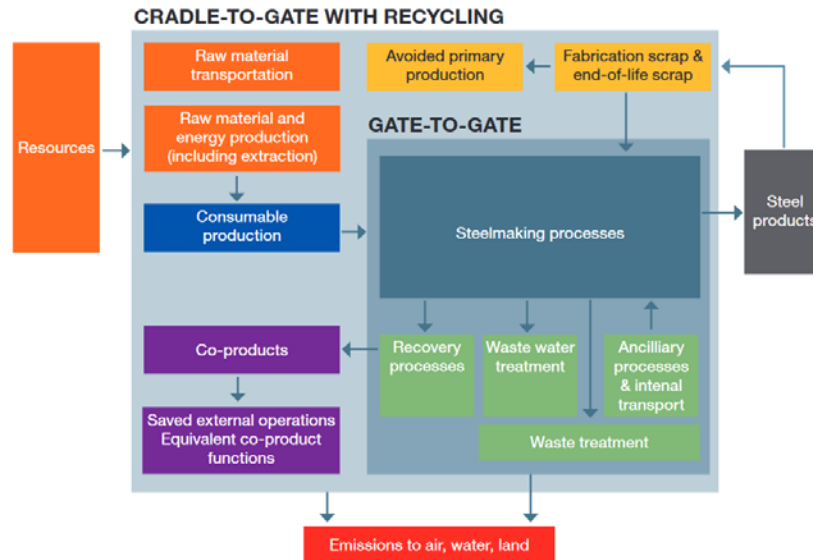 CRADLE-TO-GATE WITH RECYCLING
Resources
Raw material
transportation
Raw material and
energy production
(including extraction)
Consumable
production
Avoided primary
production
Fabrication scrap &
end-of-life scrap
GATE-TO-GATE
Steelmaking processes
Steel
products
Co-products
Recovery
processes
Waste water
treatment
Ancilliary
processes
& intenal
transport
Saved external operations
Equivalent co-product
functions
Waste treatment
Emissions to air, water, land